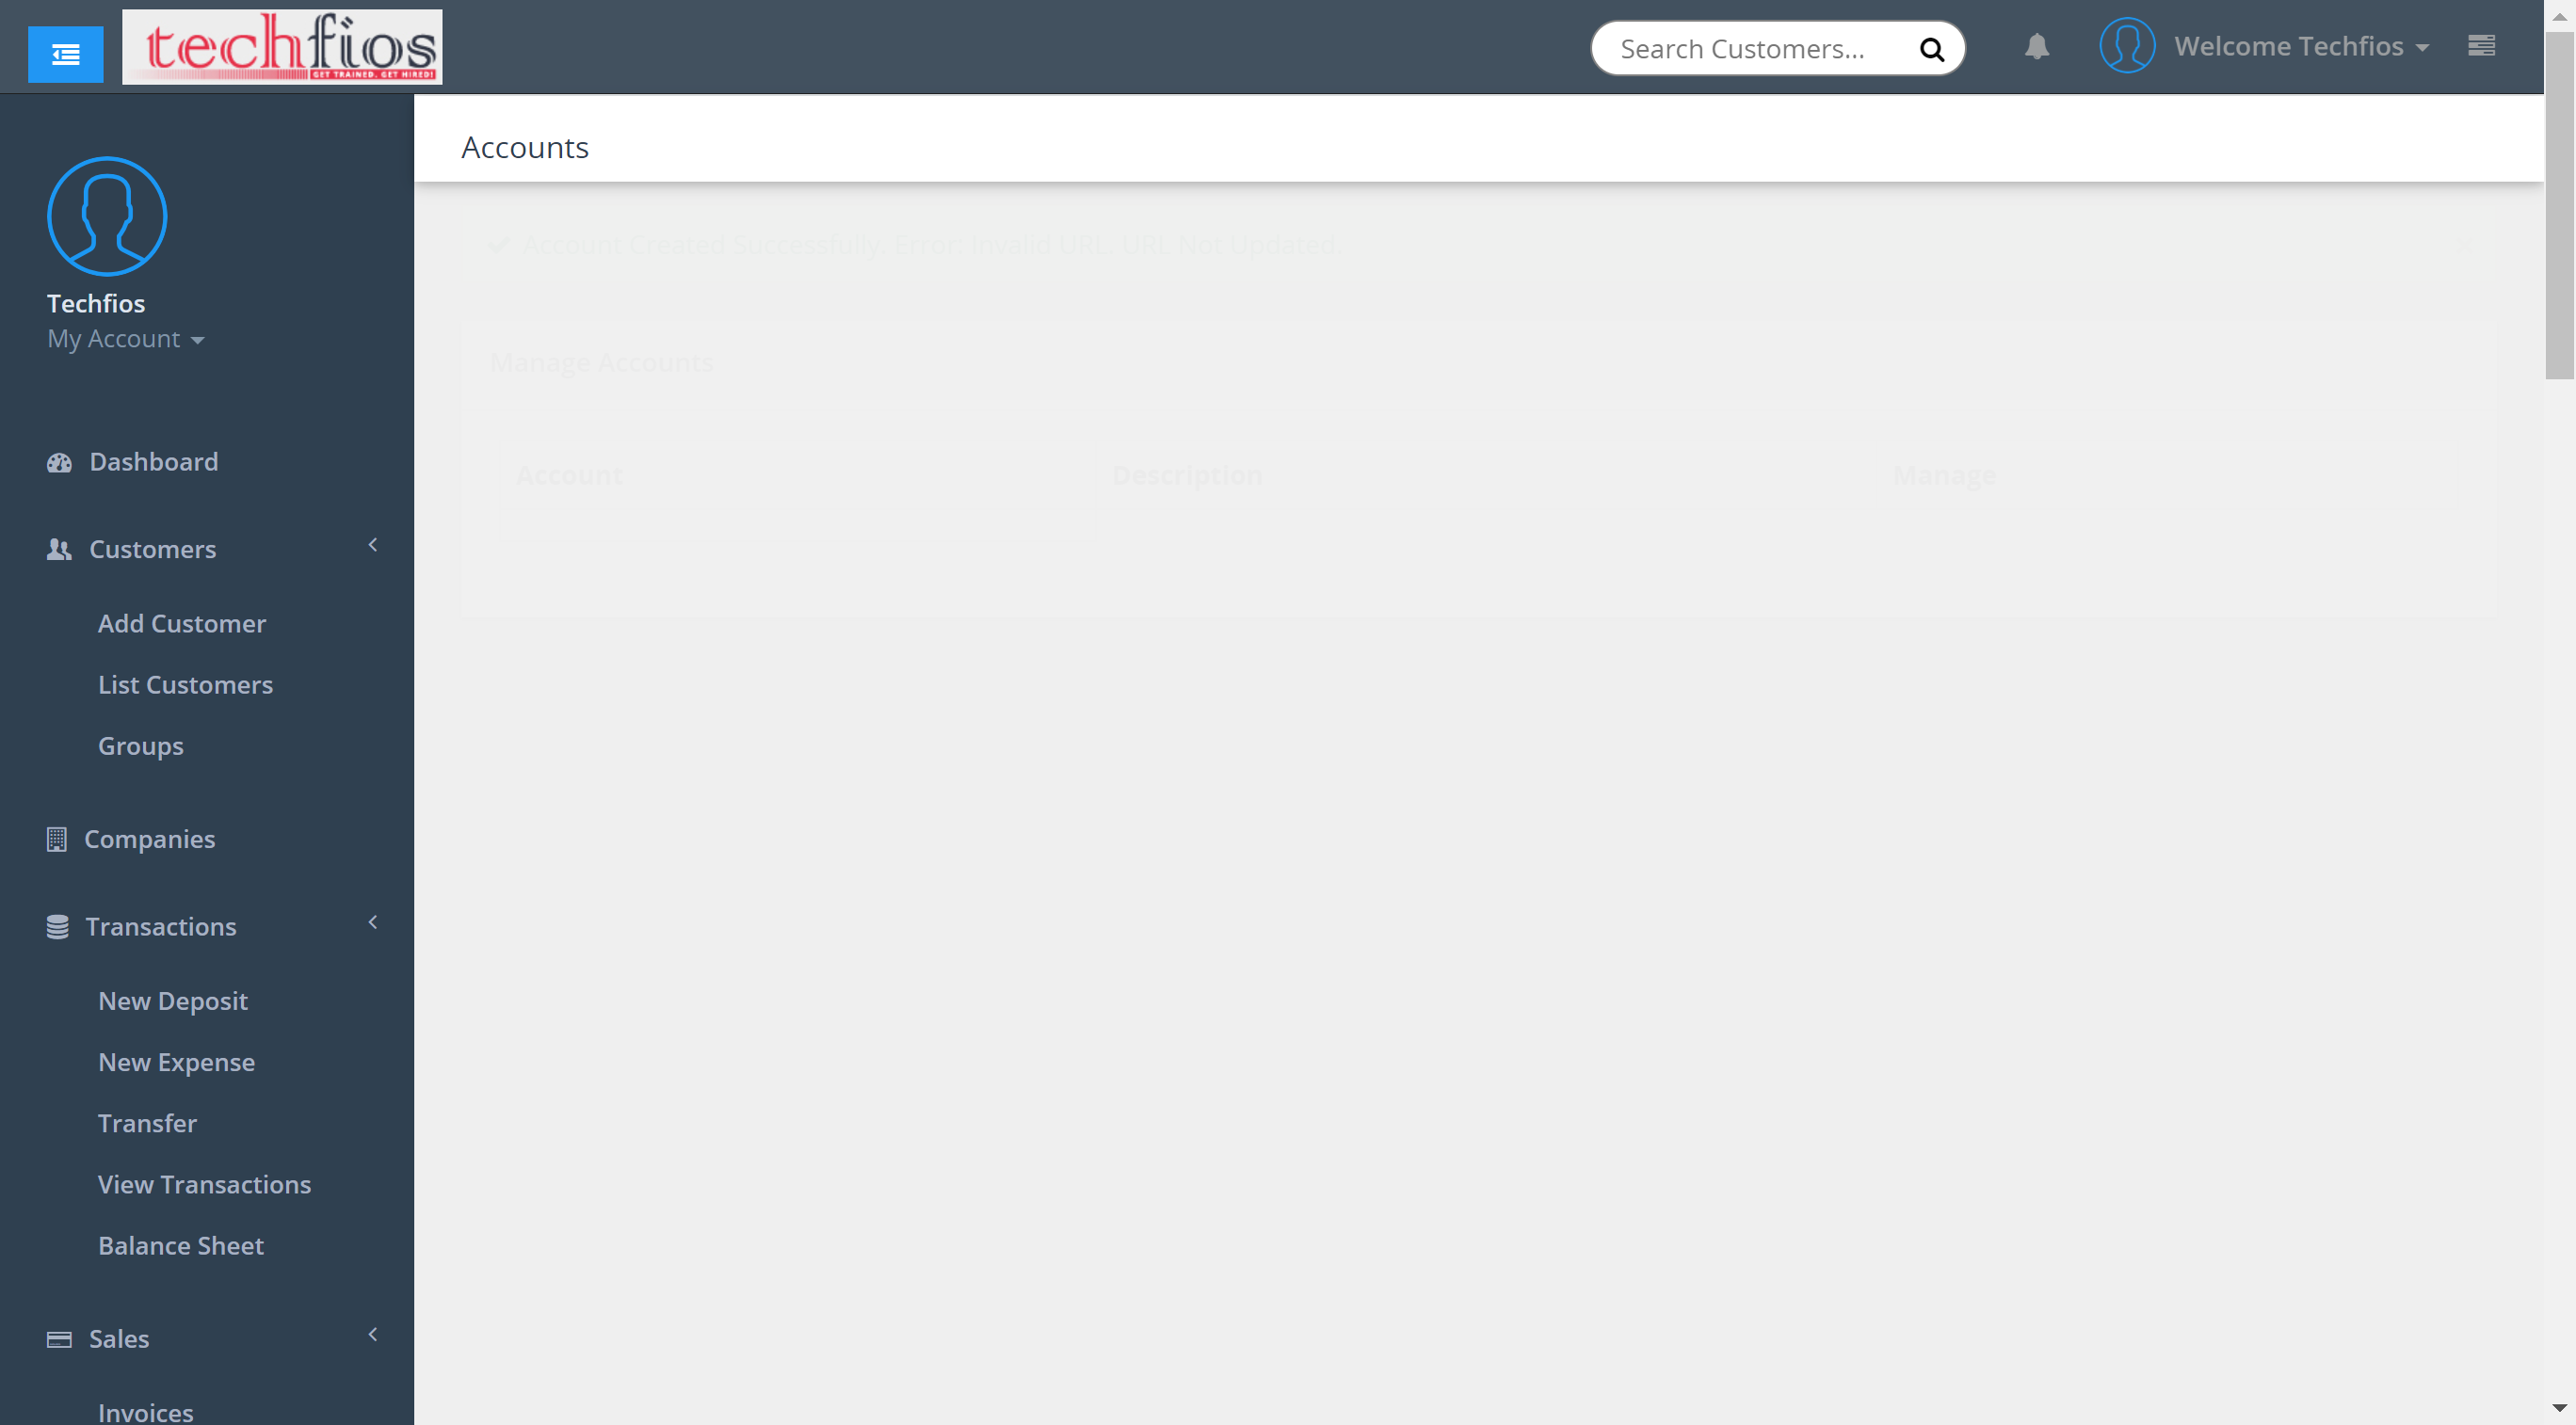 techfios
GET TRAINED. GET HIRED!
Search Customers...
Welcome Techfios
Accounts
Techfios
My Account
Account Created Successfully. Error: Invalid URL. URL Not Updated.
Manage Accounts
Account Description Manage
Dashboard
Customers
Add Customer
List Customers
Groups
Companies
Transactions
New Deposit
New Expense
Transfer
View Transactions
Balance Sheet
Sales
Invoices